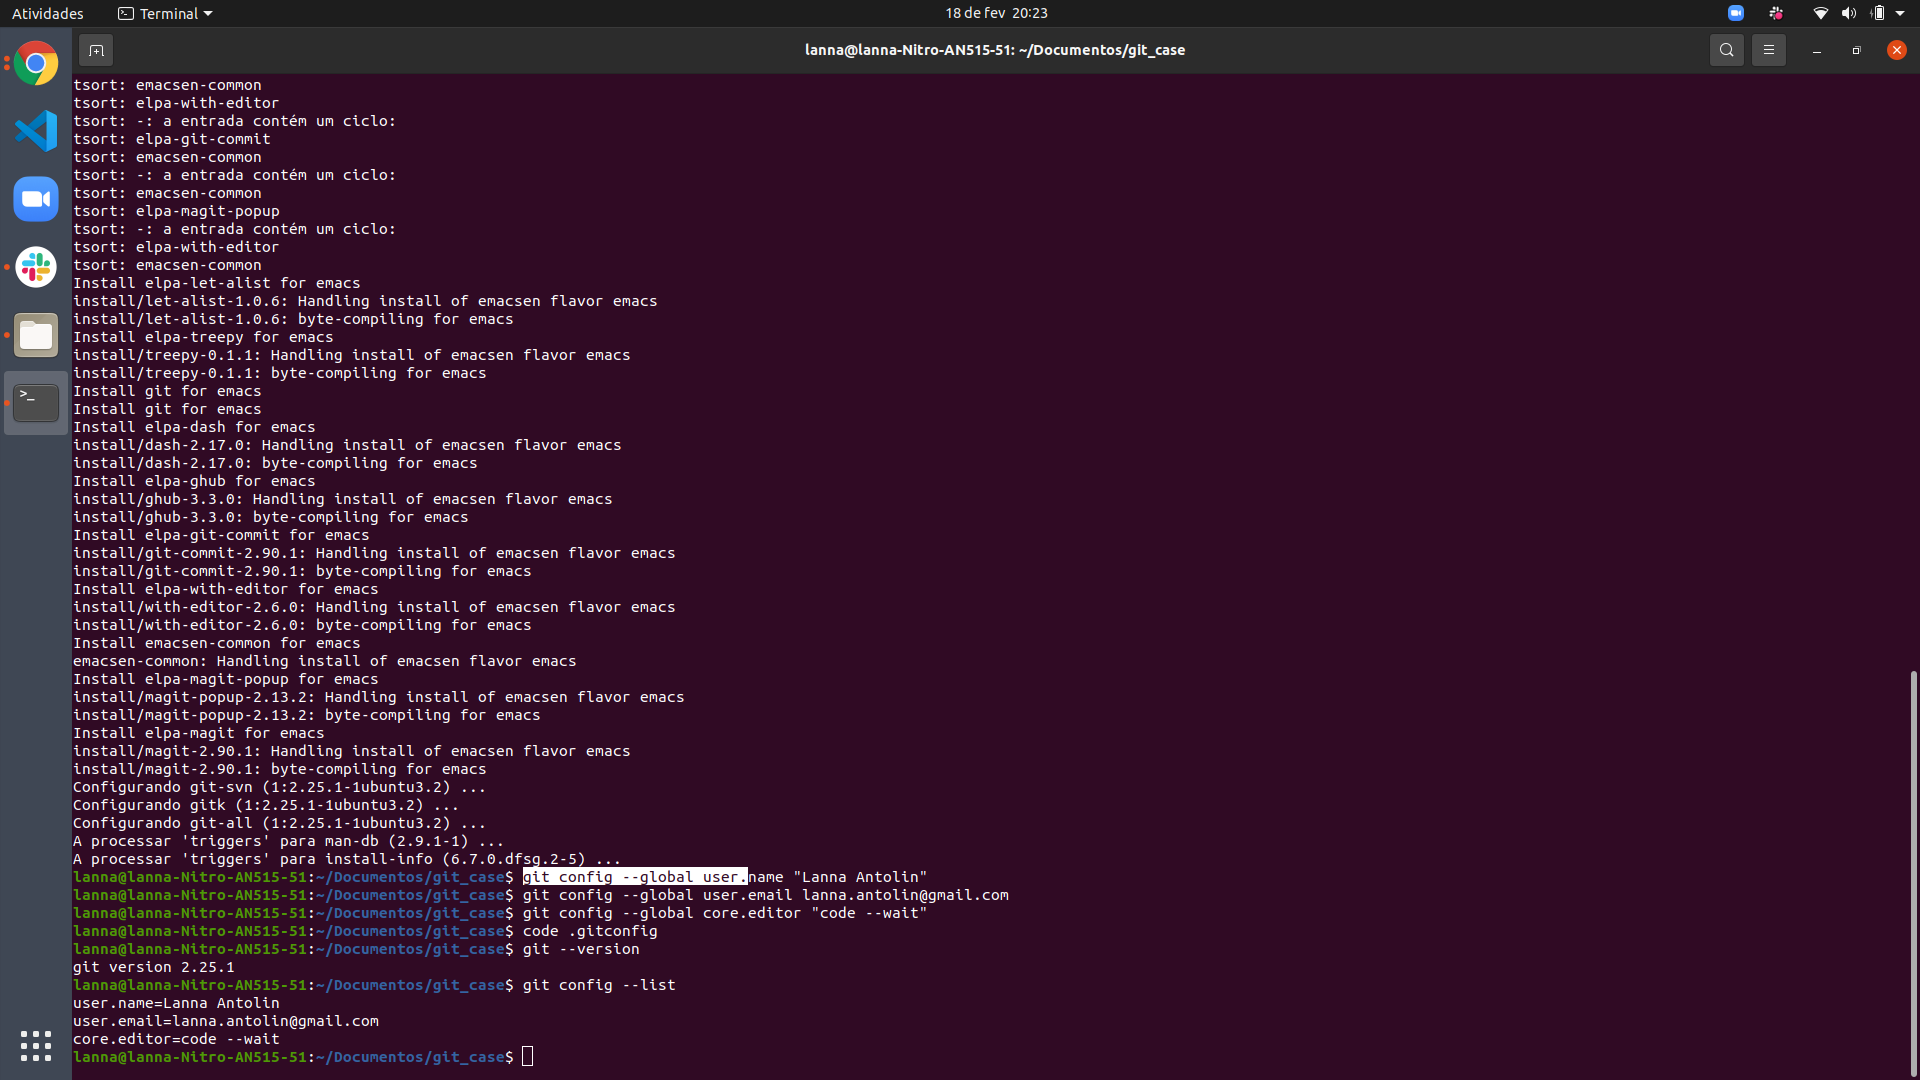 Atividades
Terminal
18 de fev 20:23
lanna@lanna-Nitro-AN515-51: ~/Documentos/git_case
tsort: emacsen-common
tsort: elpa-with-editor
tsort: -: a entrada contém um ciclo:
tsort: elpa-git-commit
tsort: emacsen-common
tsort: -: a entrada contém um ciclo:
tsort: emacsen-common
tsort: elpa-magit-popup
tsort: -: a entrada contém um ciclo:
tsort: elpa-with-editor
tsort: emacsen-common
Install elpa-let-alist for emacs
install/let-alist-1.0.6: Handling install of emacsen flavor emacs
install/let-alist-1.0.6: byte-compiling for emacs
Install elpa-treepy for emacs
install/treepy-0.1.1: Handling install of emacsen flavor emacs
install/treepy-0.1.1: byte-compiling for emacs
Install git for emacs
Install git for emacs
Install elpa-dash for emacs
install/dash-2.17.0: Handling install of emacsen flavor emacs
install/dash-2.17.0: byte-compiling for emacs
Install elpa-ghub for emacs
install/ghub-3.3.0: Handling install of emacsen flavor emacs
install/ghub-3.3.0: byte-compiling for emacs
Install elpa-git-commit for emacs
install/git-commit-2.90.1: Handling install of emacsen flavor emacs
install/git-commit-2.90.1: byte-compiling for emacs
Install elpa-with-editor for emacs
install/with-editor-2.6.0: Handling install of emacsen flavor emacs
install/with-editor-2.6.0: byte-compiling for emacs
Install emacsen-common for emacs
emacsen-common: Handling install of emacsen flavor emacs
Install elpa-magit-popup for emacs
install/magit-popup-2.13.2: Handling install of emacsen flavor emacs
install/magit-popup-2.13.2: byte-compiling for emacs
Install elpa-magit for emacs
install/magit-2.90.1: Handling install of emacsen flavor emacs
install/magit-2.90.1: byte-compiling for emacs
Configurando git-svn (1:2.25.1-1ubuntu3.2) ...
Configurando gitk (1:2.25.1-1ubuntu3.2) ...
Configurando git-all (1:2.25.1-1ubuntu3.2) ...
A processar 'triggers' para man-db (2.9.1-1) ...
A processar 'triggers' para install-info (6.7.0.dfsg.2-5) ...
lanna@lanna-Nitro-AN515-51:~/Documentos/git_case$ git config --global user.name "Lanna Antolin"
lanna@lanna-Nitro-AN515-51:~/Documentos/git_case$ git config --global user.email lanna.antolin@gmail.com
lanna@lanna-Nitro-AN515-51:~/Documentos/git_case$ git config --global core.editor "code --wait"
lanna@lanna-Nitro-AN515-51:~/Documentos/git_case$ code .gitconfig
lanna@lanna-Nitro-AN515-51:~/Documentos/git_case$ git --version
git version 2.25.1
lanna@lanna-Nitro-AN515-51:~/Documentos/git_case$ git config --list
user.name=Lanna Antolin
user.email=lanna.antolin@gmail.com
core.editor=code --wait
lanna@lanna-Nitro-AN515-51:~/Documentos/git_case$